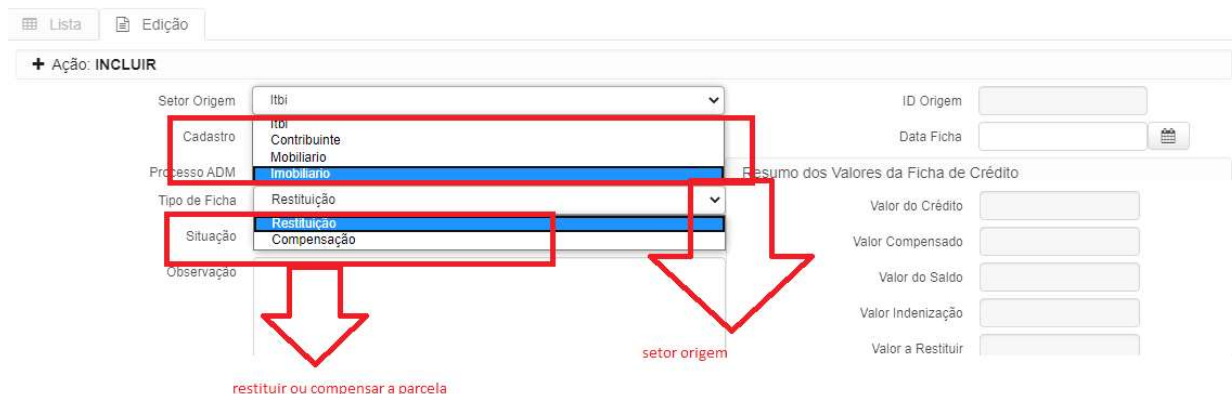 Lista Edição
+ Ação: INCLUIR
Setor Origem Itbi ID Origem
Itbi
Cadastro Contribuinte Data Ficha
Mobiliario
Processo ADM Imobiliario Resumo dos Valores da Ficha de Crédito
Tipo de Ficha Restituição Valor do Crédito
Restituição
Situação Compensação Valor Compensado
Observação Valor do Saldo
Valor Indenização
setor origem Valor a Restituir
restituir ou compensar a parcela